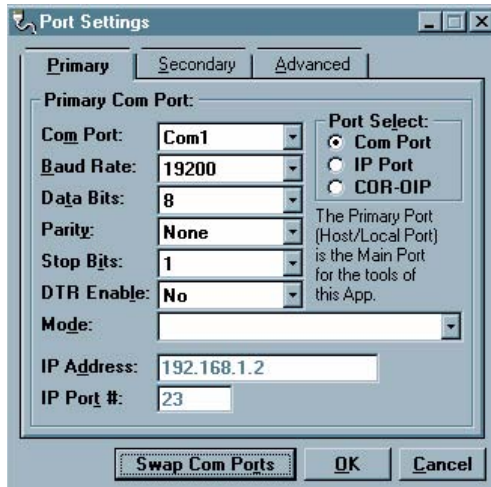 Port Settings
Primary
Secondary
Advanced
Primary Com Port:
Com Port: Com1
Baud Rate: 19200
Data Bits: 8
Parity: None
Stop Bits: 1
DTR Enable: No
Mode:
Port Select:
Com Port
IP Port
COR-OIP
The Primary Port
(Host/Local Port)
is the Main Port
for the tools of
this App.
IP Address: 192.168.1.2
IP Port #: 23
Swap Com Ports
OK
Cancel